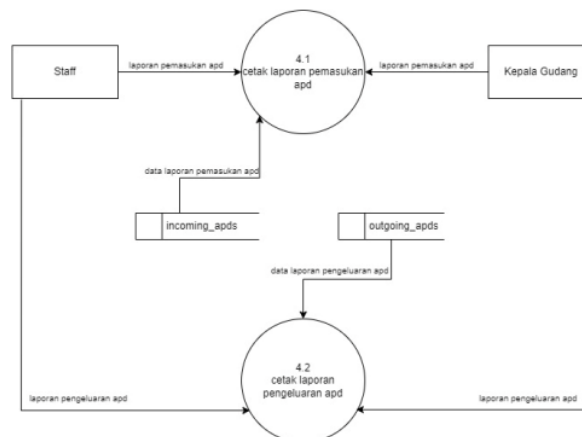 4.1
cetak laporan pemasukan
apd
Staff
laporan pemasukan apd
laporan pemasukan apd
Kepala Gudang
data laporan pemasukan apd
incoming_apds
outgoing_apds
data laporan pengeluaran apd
4.2
cetak laporan
pengeluaran apd
laporan pengeluaran apd
laporan pengeluaran apd